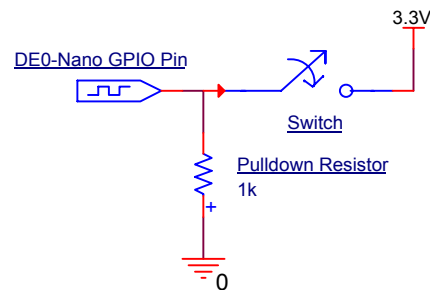 3.3V
DE0-Nano GPIO Pin
Switch
Pulldown Resistor
1k
+
0